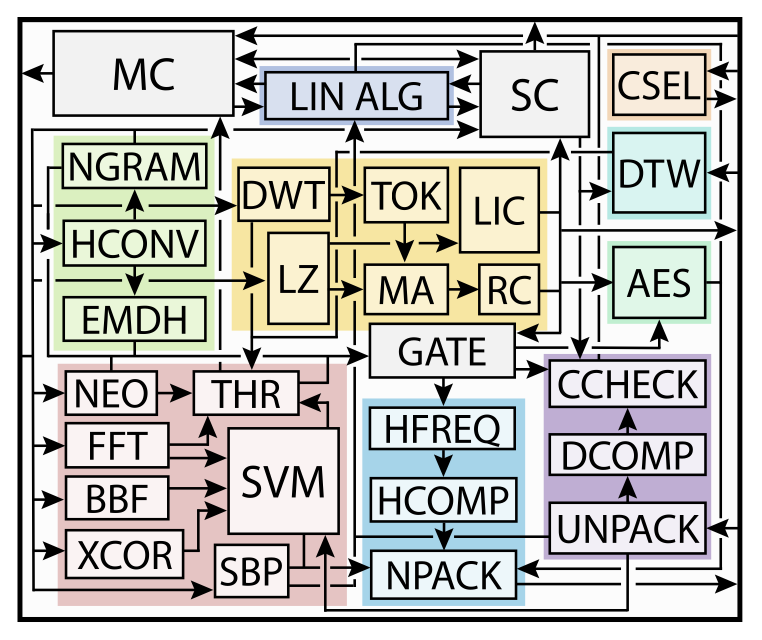 MC
LIN ALG
SC
CSEL
NGRAM
DWT
TOK
LIC
DTW
HCONV
LZ
MA
RC
AES
EMDH
GATE
NEO
THR
CCHECK
FFT
HFREQ
SVM
DCOMP
BBF
HCOMP
UNPACK
XCOR
SBP
NPACK